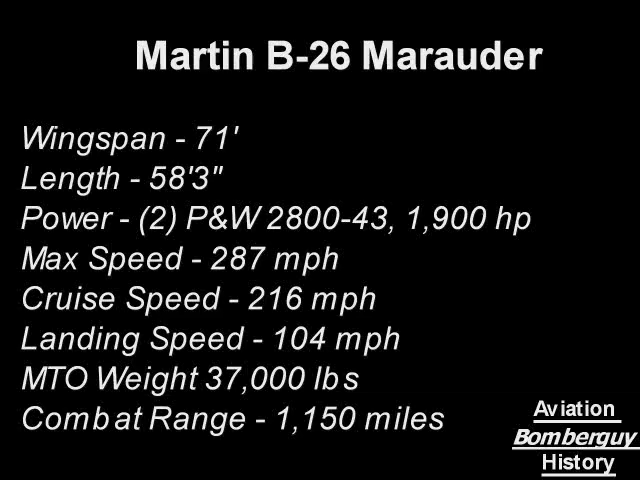 Martin B-26 Marauder
Wingspan - 71'
Length - 58'3"
Power - (2) P&W 2800-43, 1,900 hp
Max Speed - 287 mph
Cruise Speed - 216 mph
Landing Speed - 104 mph
MTO Weight 37,000 lbs
Combat Range - 1,150 miles
Aviation
Bomberguy
History